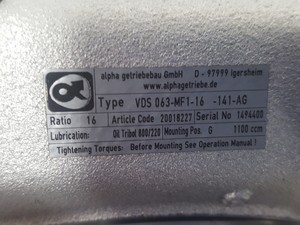 alpha getriebebau GmbH D - 97999 Igersheim
www.alphagetriebe.de
Type VDS 063-MF1-16 -141-AG
Ratio 16 Article Code 20018227 Serial No 1494400
Lubrication: Oil Tribol 800/220 Mounting Pos. G 1100 ccm
Tightening Torques: Before Mounting See Operation Manual !